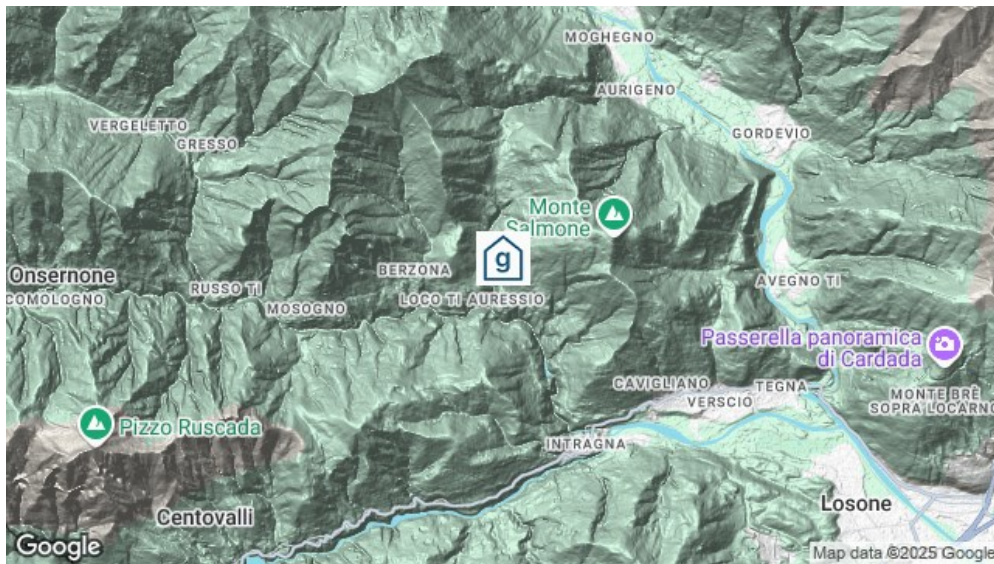 MOGHEGNO
AURIGENO
VERGELETTO
GORDEVIO
GRESSO
Monte
Salmone
g
BERZONA
Onsernone
AVEGNO TI
RUSSO TI
COMOLOGNO
LOCO TI AURESSIO
MOSOGNO
Passerella panoramica
di Cardada
CAVIGLIANO
TEGNA
MONTE BRÈ
SOPRA LOCARNO
VERSCIO
Pizzo Ruscada
INTRAGNA
Losone
Centovalli
Google
Map data ©2025 Google